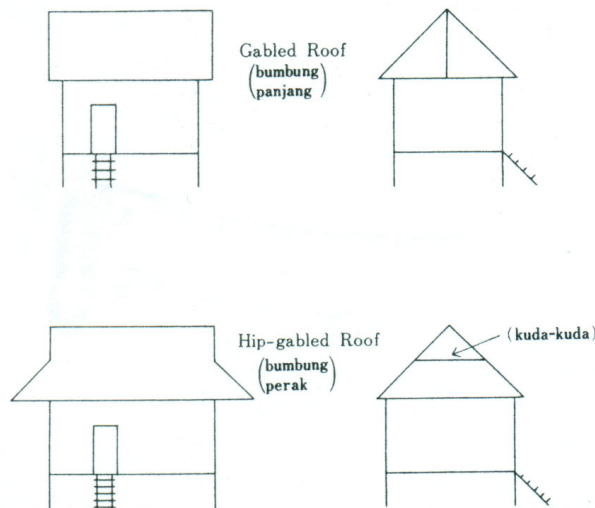 Gabled Roof
(bumbung
panjang)
Hip-gabled Roof
(kuda-kuda)
(bumbung
perak)